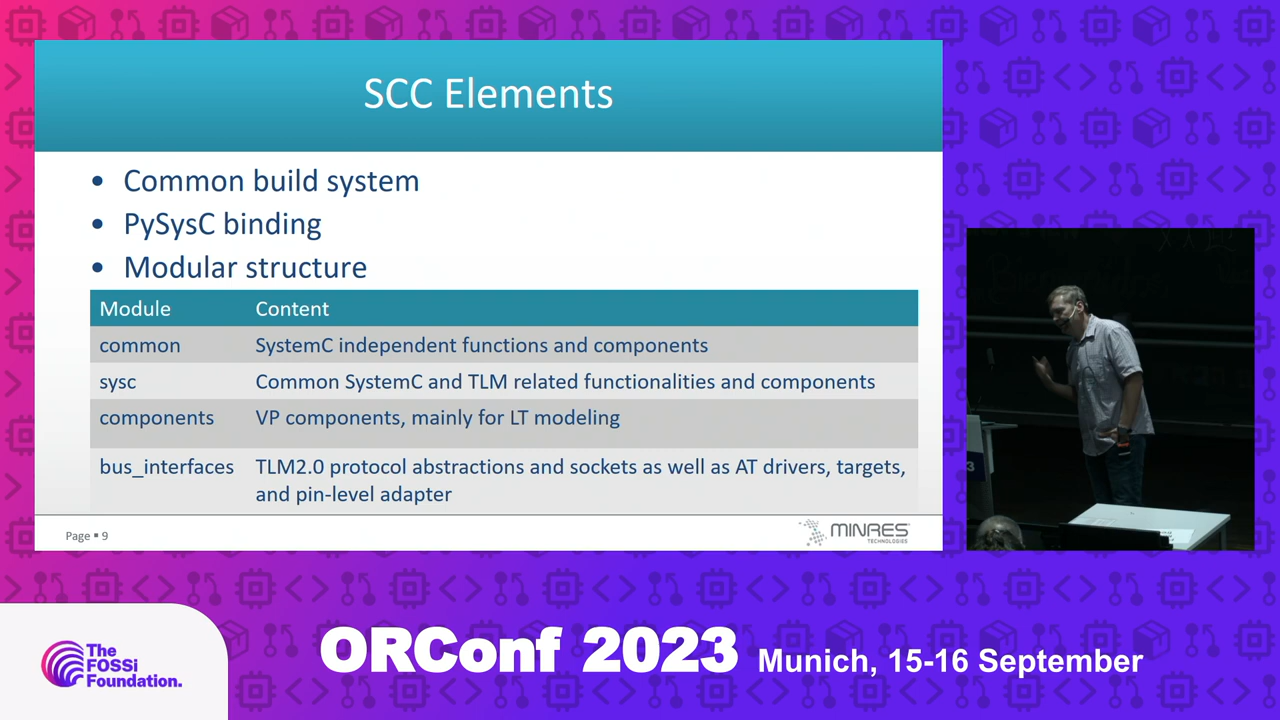 SCC Elements
• Common build system
• PySysC binding
• Modular structure
Module Content
common SystemC independent functions and components
sysc Common SystemC and TLM related functionalities and components
components VP components, mainly for LT modeling
bus_interfaces TLM2.0 protocol abstractions and sockets as well as AT drivers, targets,
and pin-level adapter
Page ▪ 9
MINRES
TECHNOLOGIES
3
The
FOSSi
Foundation.
ORConf 2023 Munich, 15-16 September